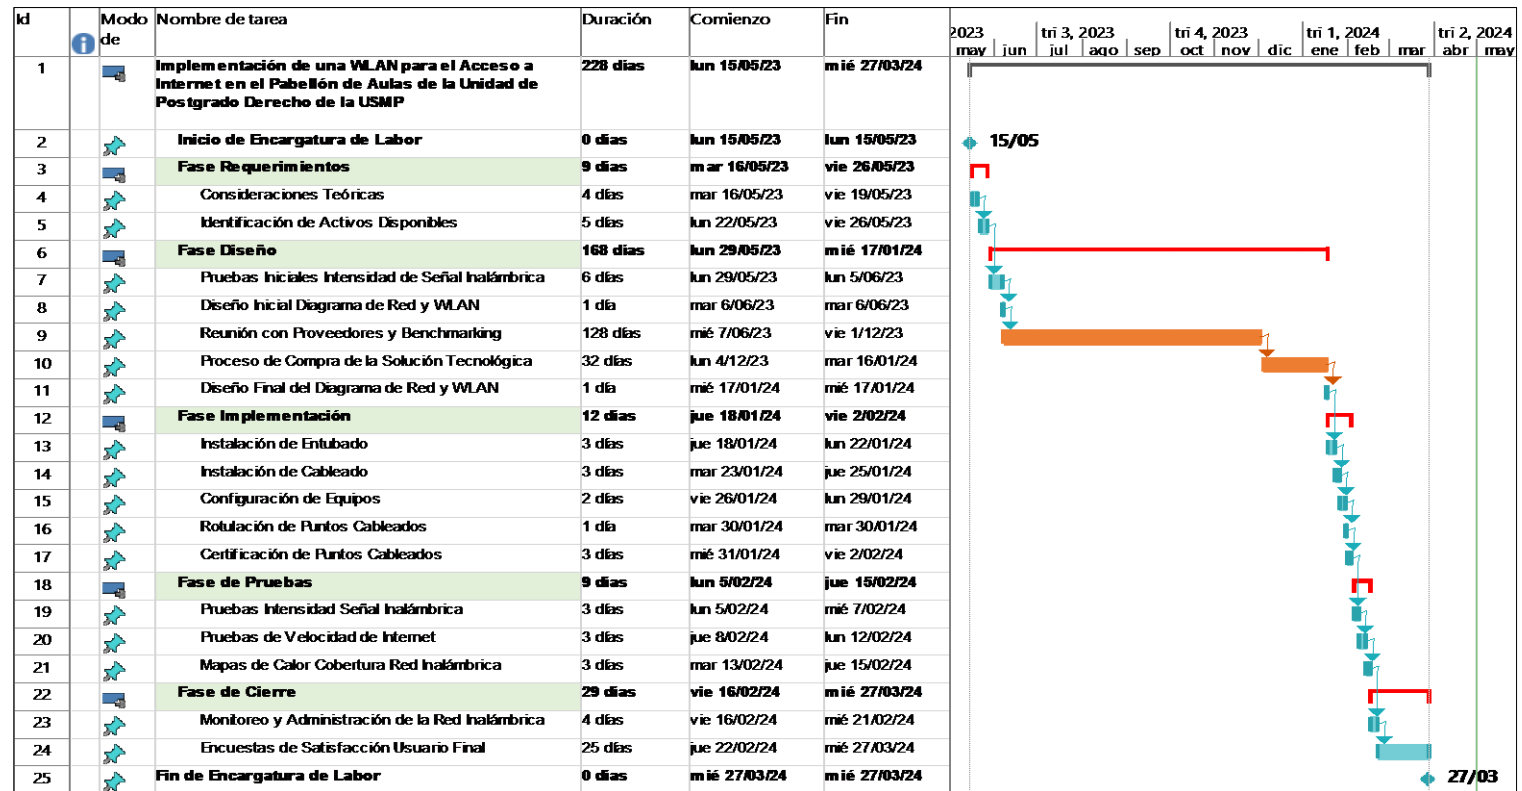 Id Modo de Nombre de tarea Duración Comienzo Fin
2023 tri 3, 2023 tri 4, 2023 tri 1, 2024 tri 2, 2024
may jun jul ago sep oct nov dic ene feb mar abr may
1 Implementación de una WLAN para el Acceso a 228 días lun 15/05/23 mié 27/03/24
Internet en el Pabellón de Aulas de la Unidad de
Postgrado Derecho de la USMP
2 Inicio de Encargatura de Labor 0 días lun 15/05/23 lun 15/05/23 15/05
3 Fase Requerimientos 9 días mar 16/05/23 vie 26/05/23
4 Consideraciones Teóricas 4 días mar 16/05/23 vie 19/05/23
5 Identificación de Activos Disponibles 5 días lun 22/05/23 vie 26/05/23
6 Fase Diseño 168 días lun 29/05/23 mié 17/01/24
7 Pruebas Iniciales Intensidad de Señal Inalámbrica 6 días lun 29/05/23 lun 5/06/23
8 Diseño Inicial Diagrama de Red y WLAN 1 día mar 6/06/23 mar 6/06/23
9 Reunión con Proveedores y Benchmarking 128 días mié 7/06/23 vie 1/12/23
10 Proceso de Compra de la Solución Tecnológica 32 días lun 4/12/23 mar 16/01/24
11 Diseño Final del Diagrama de Red y WLAN 1 día mié 17/01/24 mié 17/01/24
12 Fase Implementación 12 días jue 18/01/24 vie 2/02/24
13 Instalación de Entubado 3 días jue 18/01/24 lun 22/01/24
14 Instalación de Cableado 3 días mar 23/01/24 jue 25/01/24
15 Configuración de Equipos 2 días vie 26/01/24 lun 29/01/24
16 Rotulación de Puntos Cableados 1 día mar 30/01/24 mar 30/01/24
17 Certificación de Puntos Cableados 3 días mié 31/01/24 vie 2/02/24
18 Fase de Pruebas 9 días lun 5/02/24 jue 15/02/24
19 Pruebas Intensidad Señal Inalámbrica 3 días lun 5/02/24 mié 7/02/24
20 Pruebas de Velocidad de Internet 3 días jue 8/02/24 lun 12/02/24
21 Mapas de Calor Cobertura Red Inalámbrica 3 días mar 13/02/24 jue 15/02/24
22 Fase de Cierre 29 días vie 16/02/24 mié 27/03/24
23 Monitoreo y Administración de la Red Inalámbrica 4 días vie 16/02/24 mié 21/02/24
24 Encuestas de Satisfacción Usuario Final 25 días jue 22/02/24 mié 27/03/24
25 Fin de Encargatura de Labor 0 días mié 27/03/24 mié 27/03/24 27/03